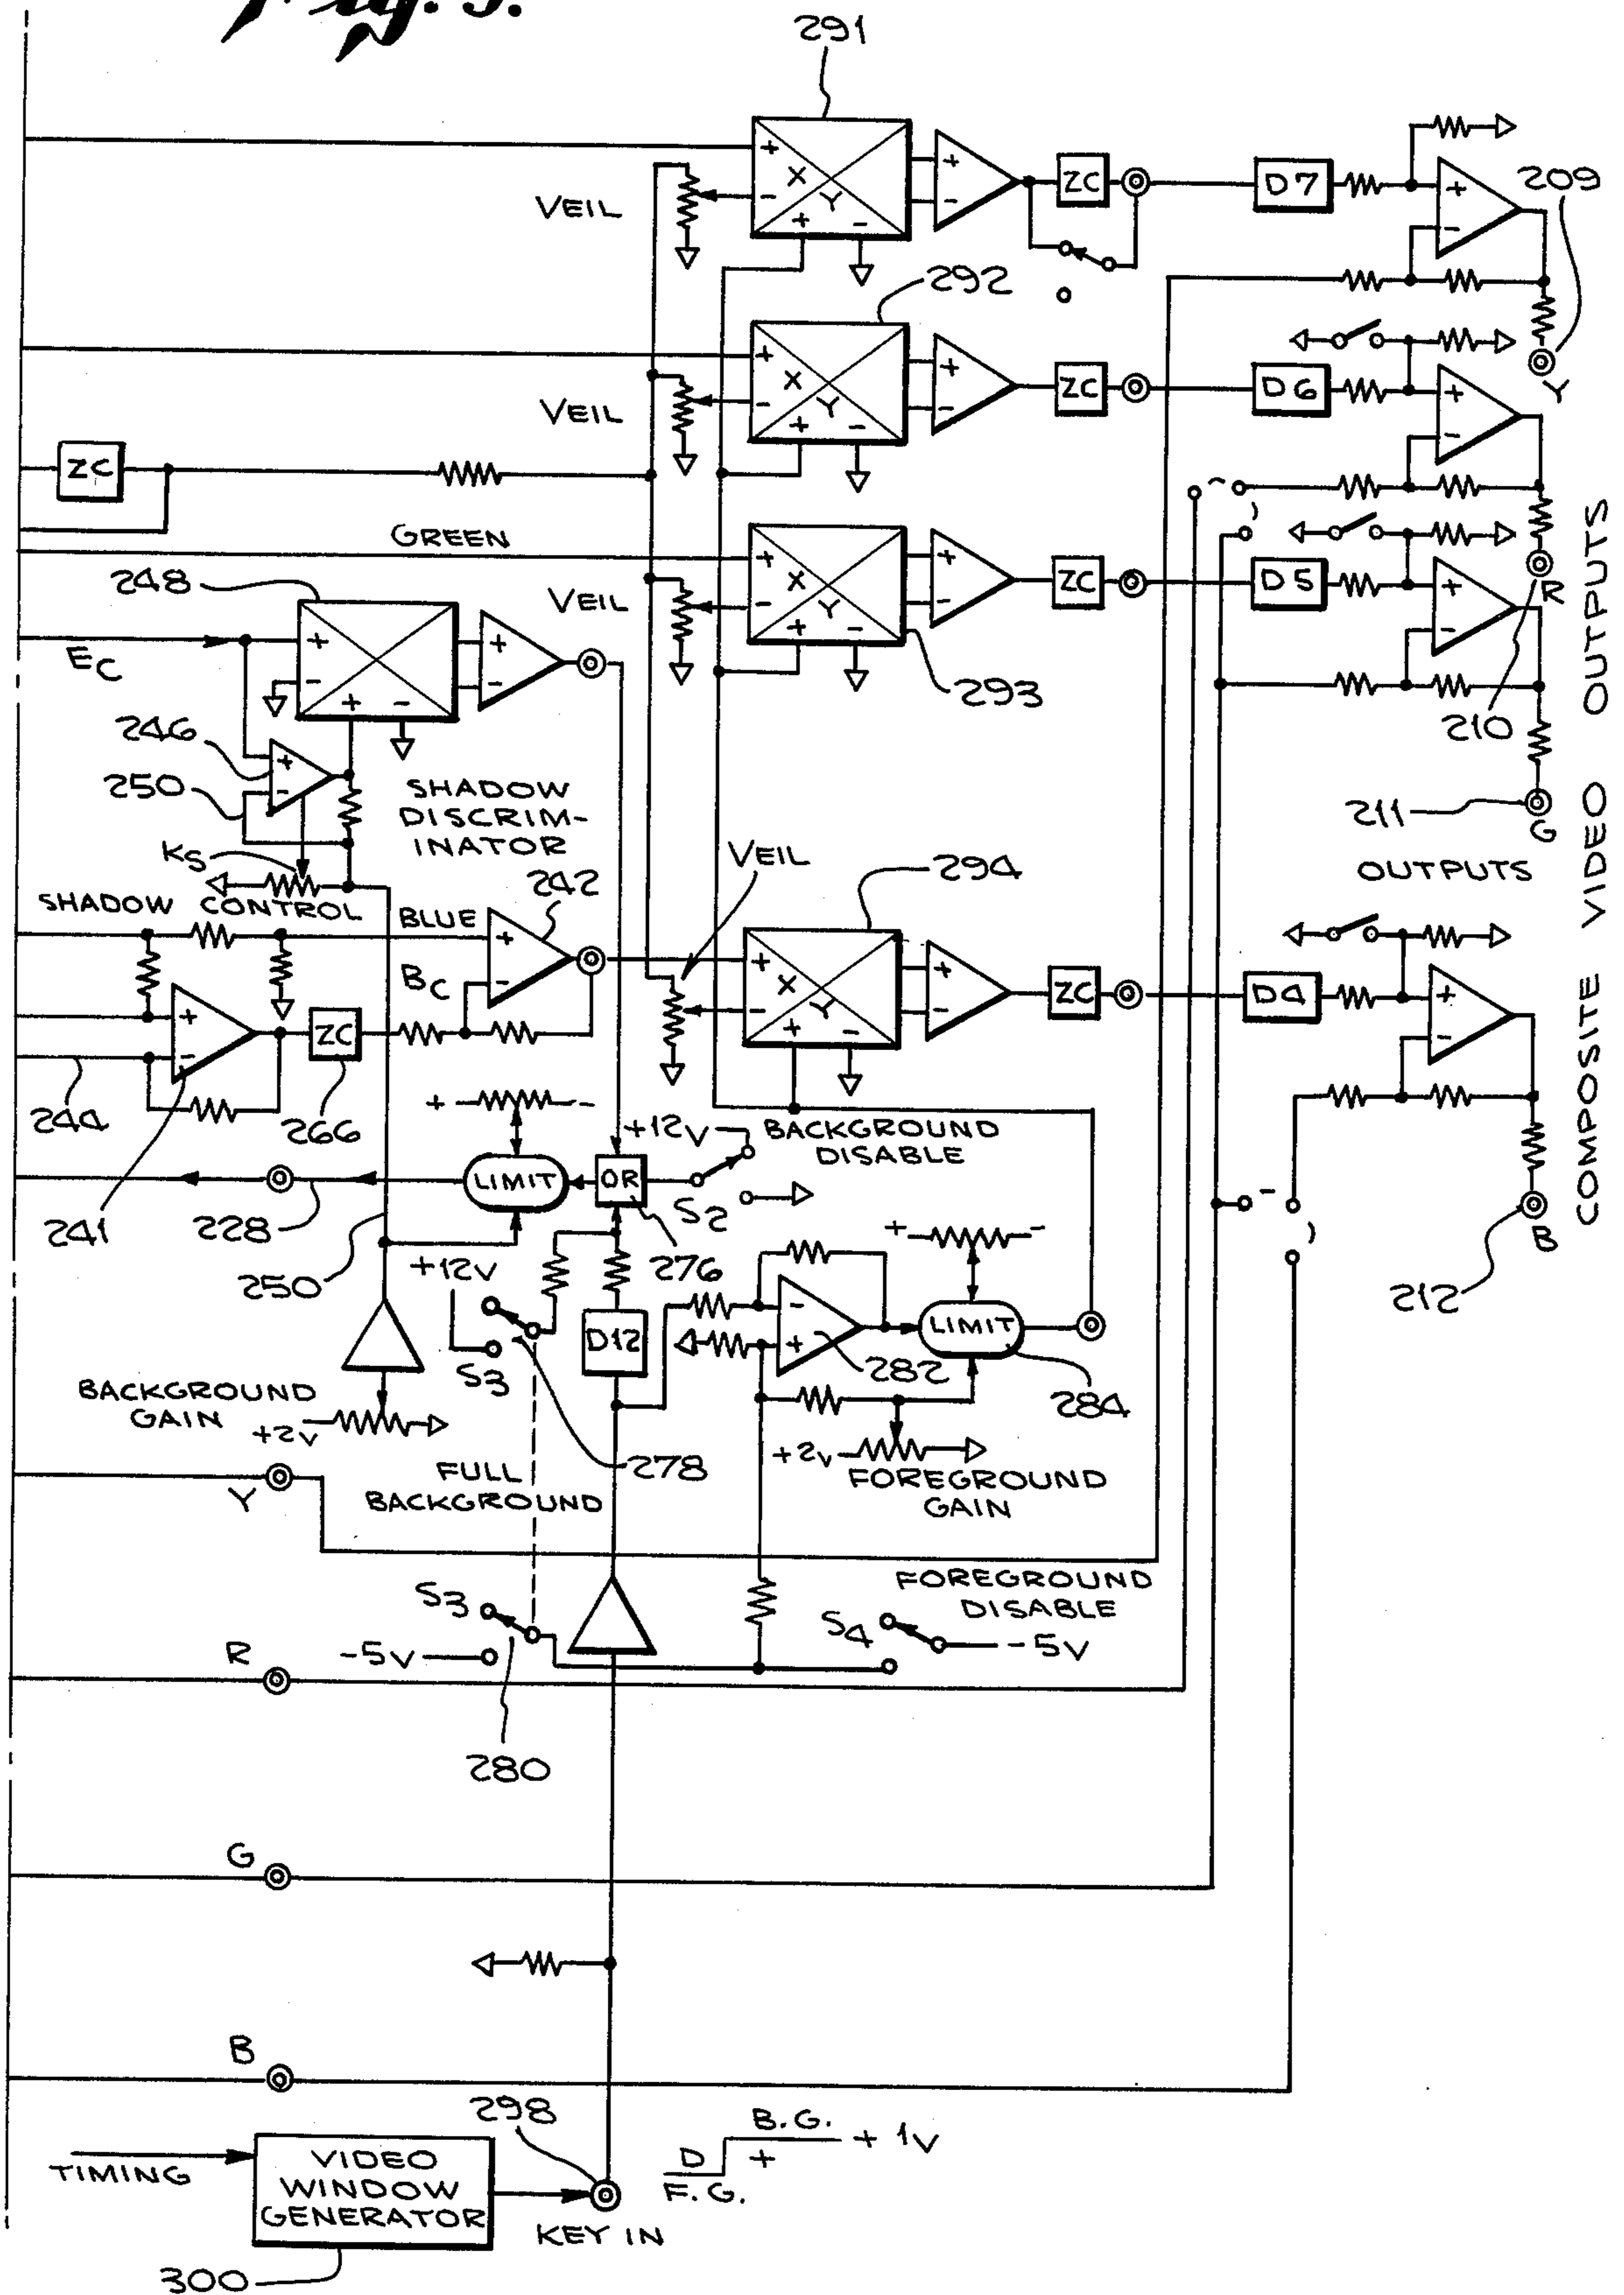 Fig. 5.
291
VEIL
+
-
X
Y
+
-
+
-
ZC
D7
+
-
209
Y
292
VEIL
+
-
X
Y
+
-
+
-
ZC
D6
+
-
R
210
ZC
GREEN
VEIL
+
-
X
Y
+
-
+
-
293
ZC
D5
+
-
211
G
OUTPUTS
COMPOSITE VIDEO OUTPUTS
248
EC
+
-
+
-
+
-
246
250
+
-
SHADOW
DISCRIM-
INATOR
KS
SHADOW CONTROL
BLUE
242
+
-
BC
VEIL
294
+
-
X
Y
+
-
+
-
ZC
D4
+
-
212
B
+
-
244
241
ZC
266
+ -
LIMIT
OR
+12V
S2
BACKGROUND
DISABLE
228
250
276
+12V
S3
278
D12
-
+
282
+ -
LIMIT
284
BACKGROUND
GAIN
+2V
+2V
FOREGROUND
GAIN
Y
FULL
BACKGROUND
S3
-5V
280
FOREGROUND
DISABLE
S4
-5V
R
G
B
298
TIMING
VIDEO
WINDOW
GENERATOR
300
KEY IN
B.G.
D + + 1V
F.G.